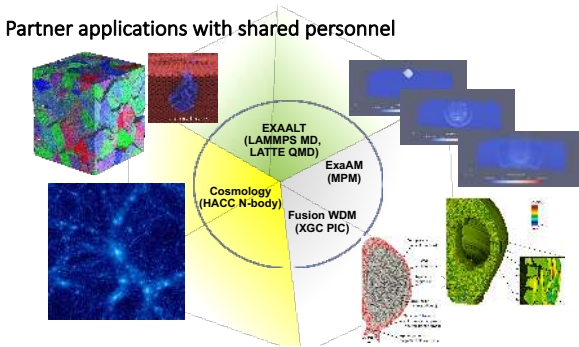 Partner applications with shared personnel
EXAALT
(LAMMPS MD,
LATTE QMD)
ExaAM
(MPM)
Cosmology
(HACC N-body)
Fusion WDM
(XGC PIC)